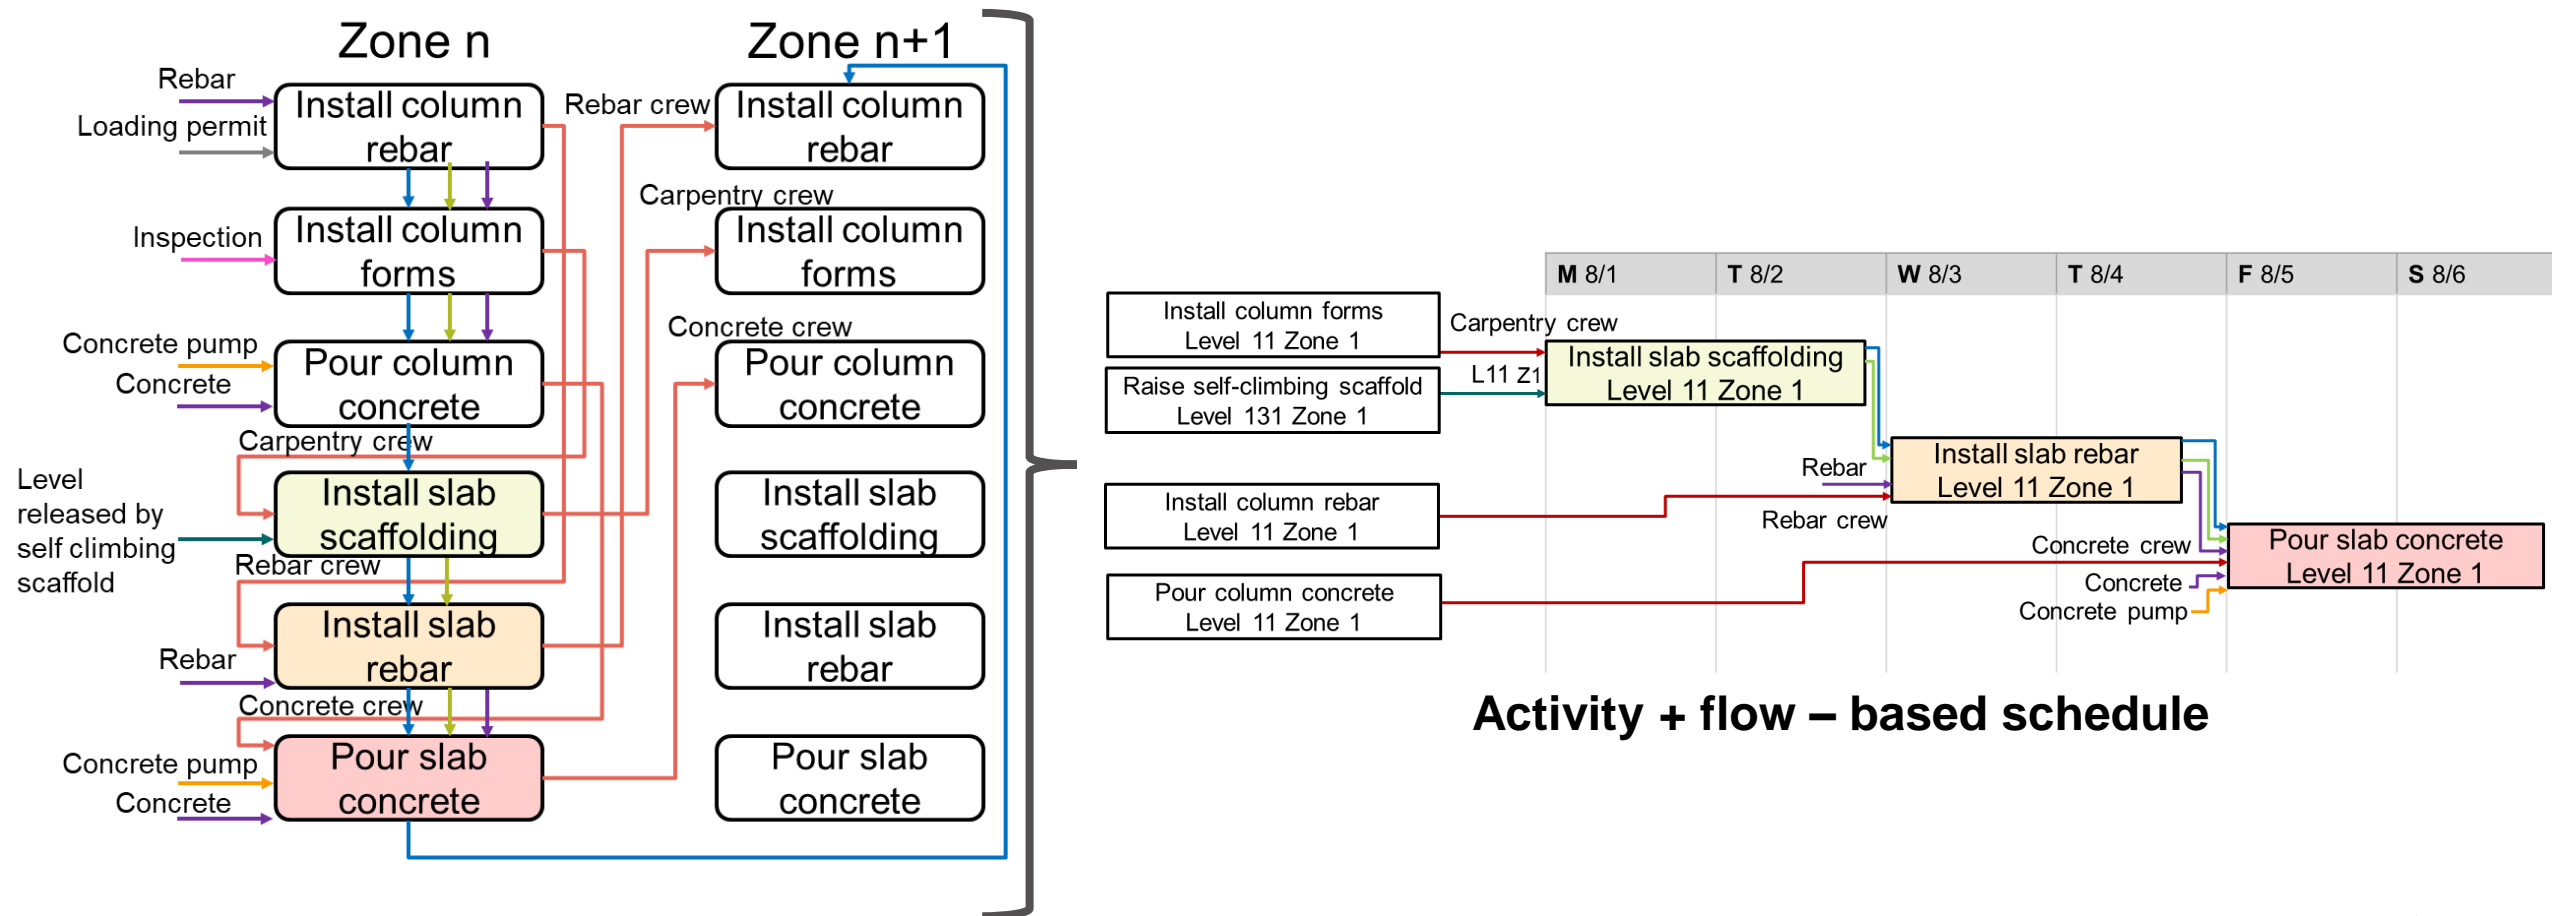 Zone n
Zone n+1
Rebar
Loading permit
Install column
rebar
Rebar crew
Install column
rebar
Inspection
Install column
forms
Carpentry crew
Install column
forms
Concrete pump
Concrete
Pour column
concrete
Concrete crew
Pour column
concrete
Carpentry crew
Level
released by
self climbing
scaffold
Install slab
scaffolding
Install slab
scaffolding
Rebar crew
Rebar
Install slab
rebar
Install slab
rebar
Concrete crew
Concrete pump
Concrete
Pour slab
concrete
Pour slab
concrete
M 8/1
T 8/2
W 8/3
T 8/4
F 8/5
S 8/6
Install column forms
Level 11 Zone 1
Carpentry crew
Raise self-climbing scaffold
Level 131 Zone 1
L11 Z1
Install slab scaffolding
Level 11 Zone 1
Install column rebar
Level 11 Zone 1
Rebar
Rebar crew
Install slab rebar
Level 11 Zone 1
Pour column concrete
Level 11 Zone 1
Concrete crew
Concrete
Concrete pump
Pour slab concrete
Level 11 Zone 1
Activity + flow – based schedule